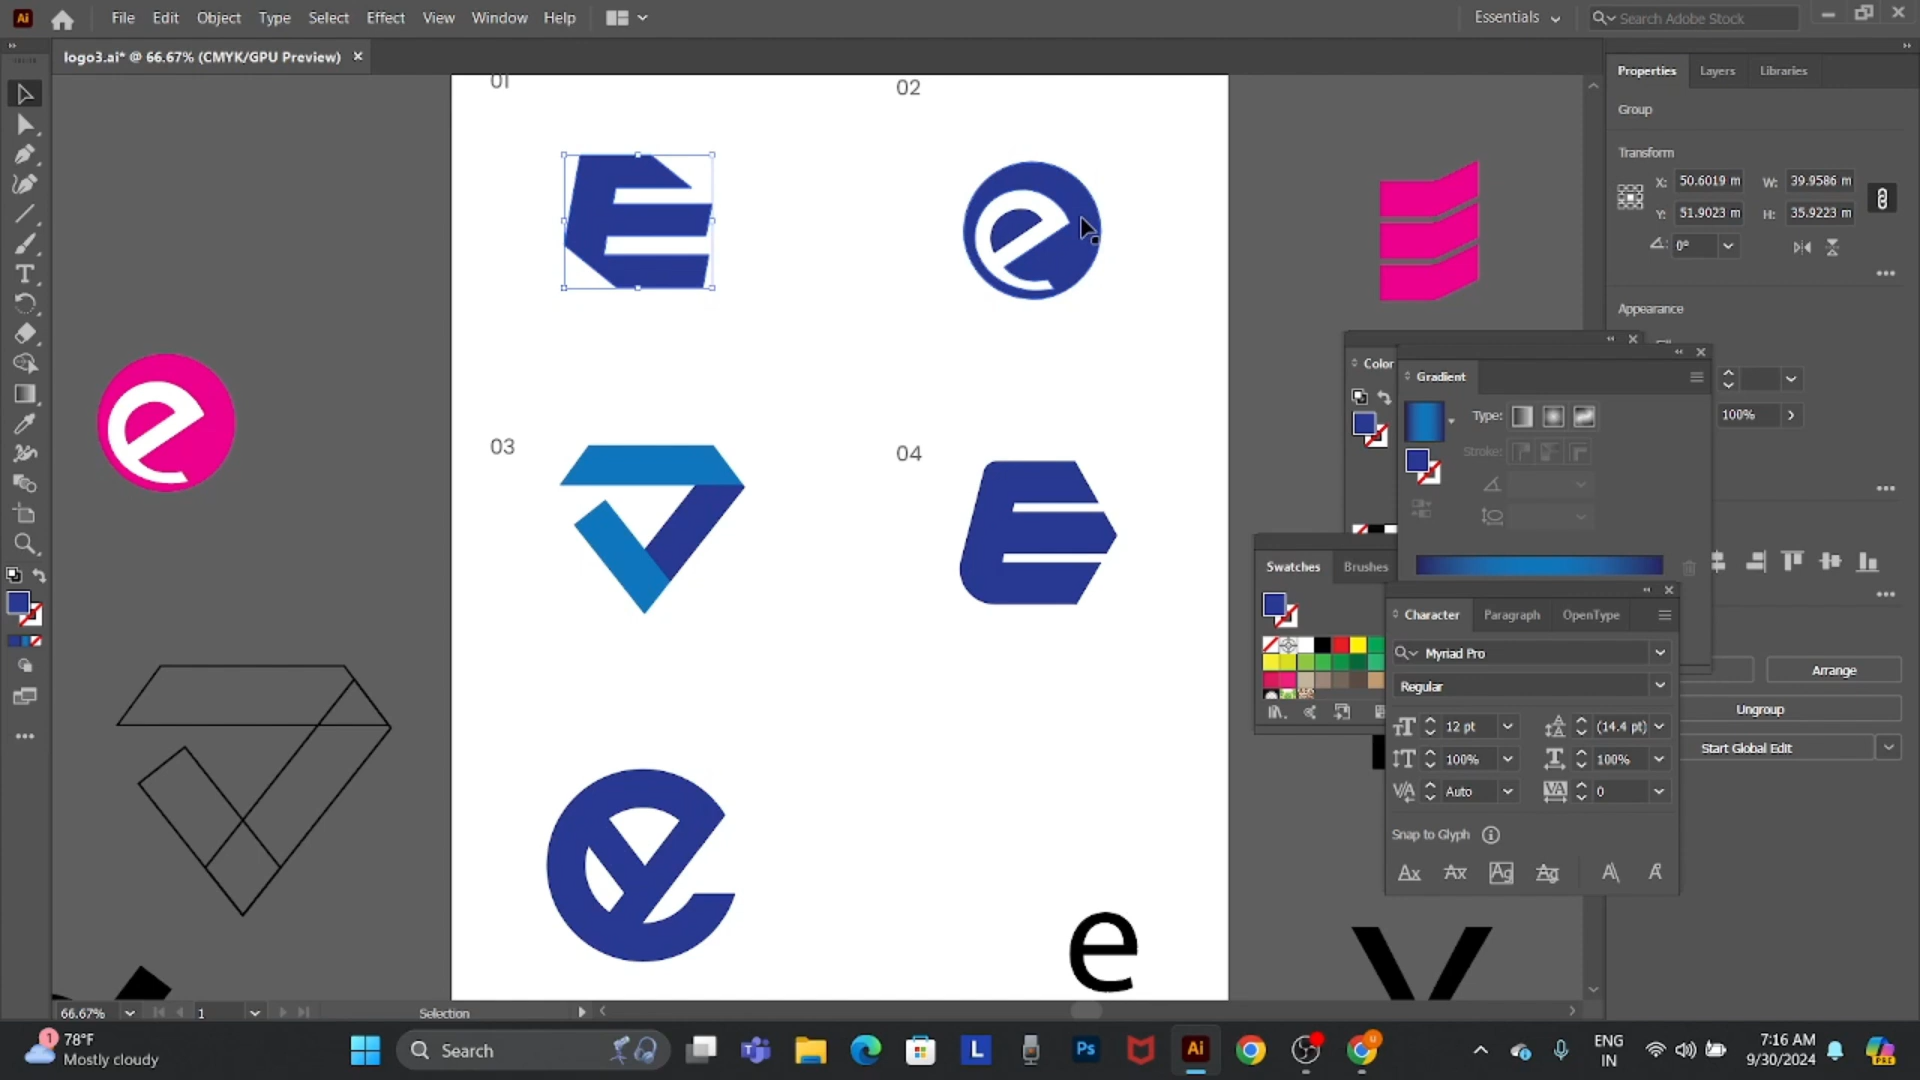 Ai File Edit Object Type Select Effect View Window Help Essentials Search Adobe Stock
logo3.ai* @ 66.67% (CMYK/GPU Preview) ×
Properties Layers Libraries
Group
Transform
X: 50.6019 m W: 39.9586 m
Y: 51.9023 m H: 35.9223 m
0°
Appearance
01
02
E
e
e
Color
Gradient
Type:
Stroke:
100%
03
04
E
Swatches Brushes
Character Paragraph OpenType
Myriad Pro
Regular
12 pt (14.4 pt)
100% 100%
Auto 0
Snap to Glyph
Arrange
Ungroup
Start Global Edit
e
e
66.67% 1 Selection
78°F
Mostly cloudy
Search
L
Ps
Ai
ENG
IN
7:16 AM
9/30/2024
PRE